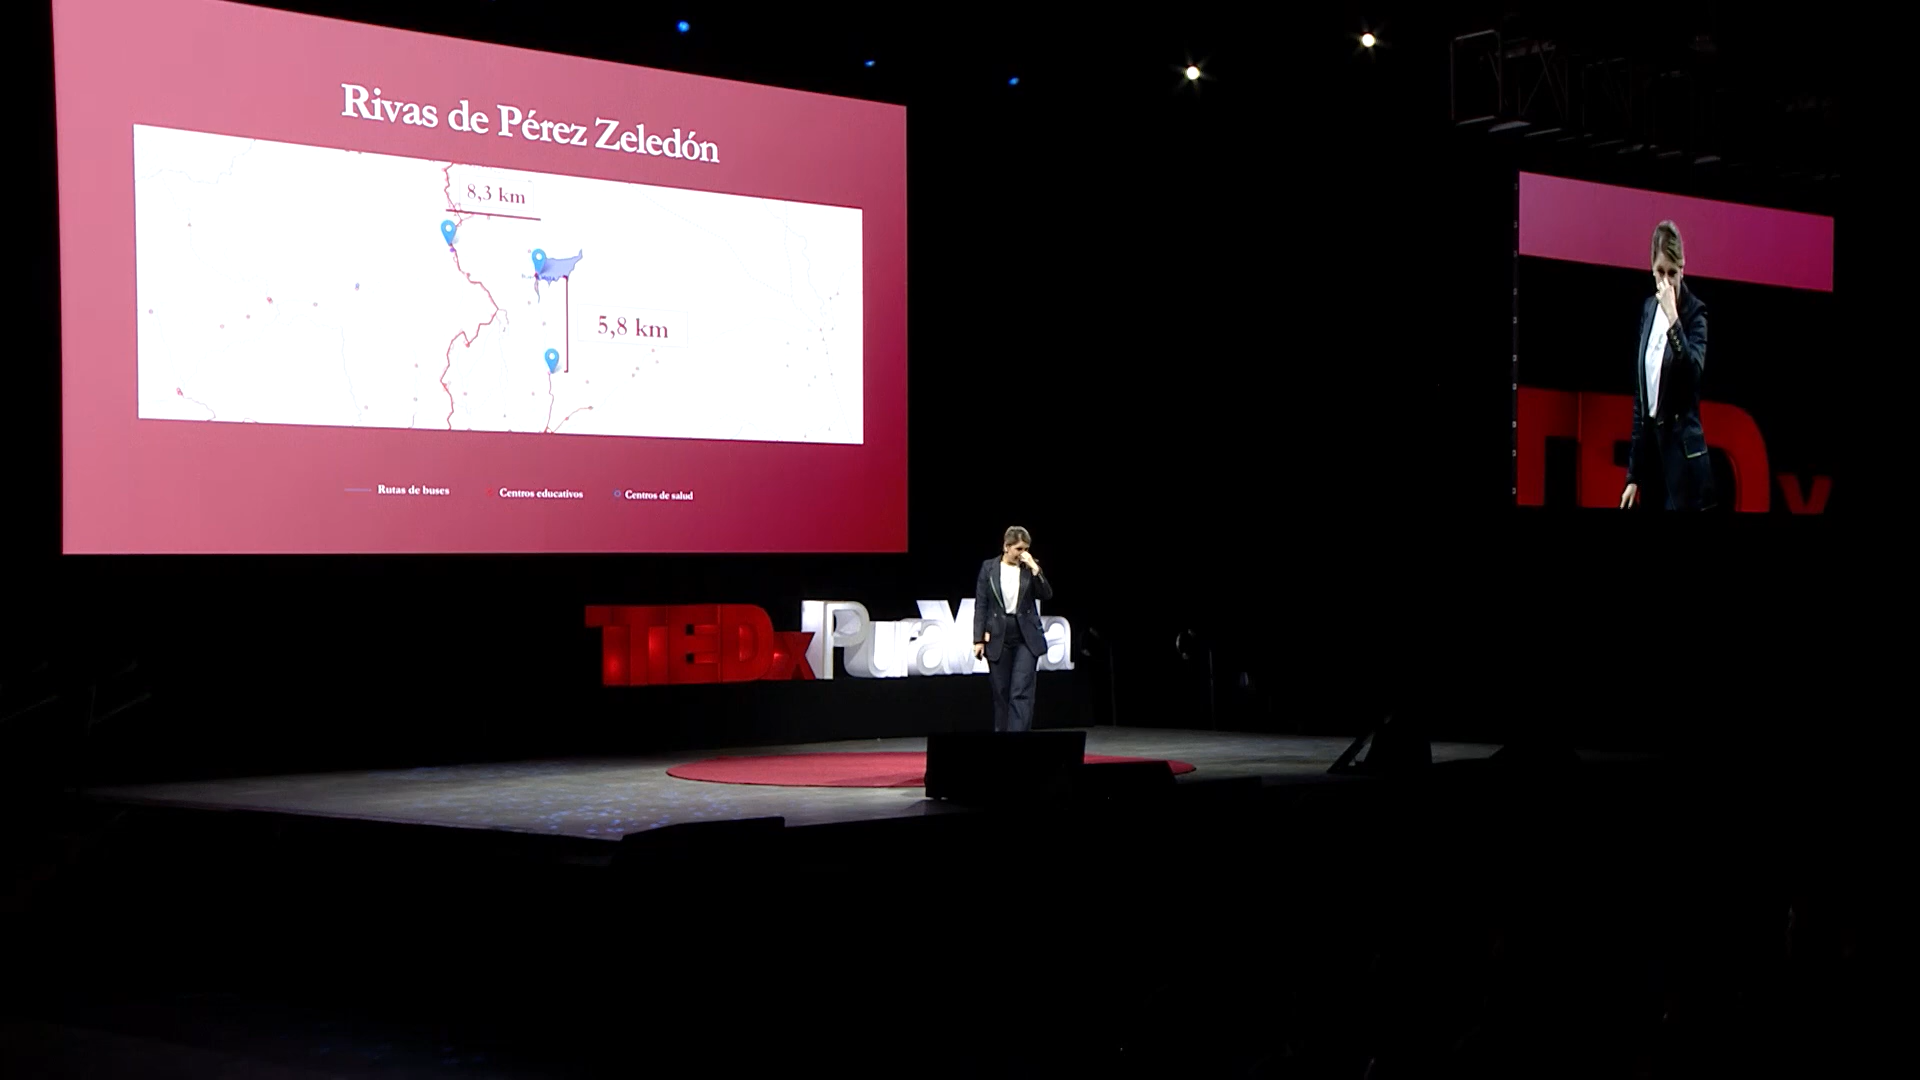 Rivas de Pérez Zeledón
8,3 km
5,8 km
Rutas de buses
Centros educativos
Centros de salud
TEDx
TEDxPuraVida